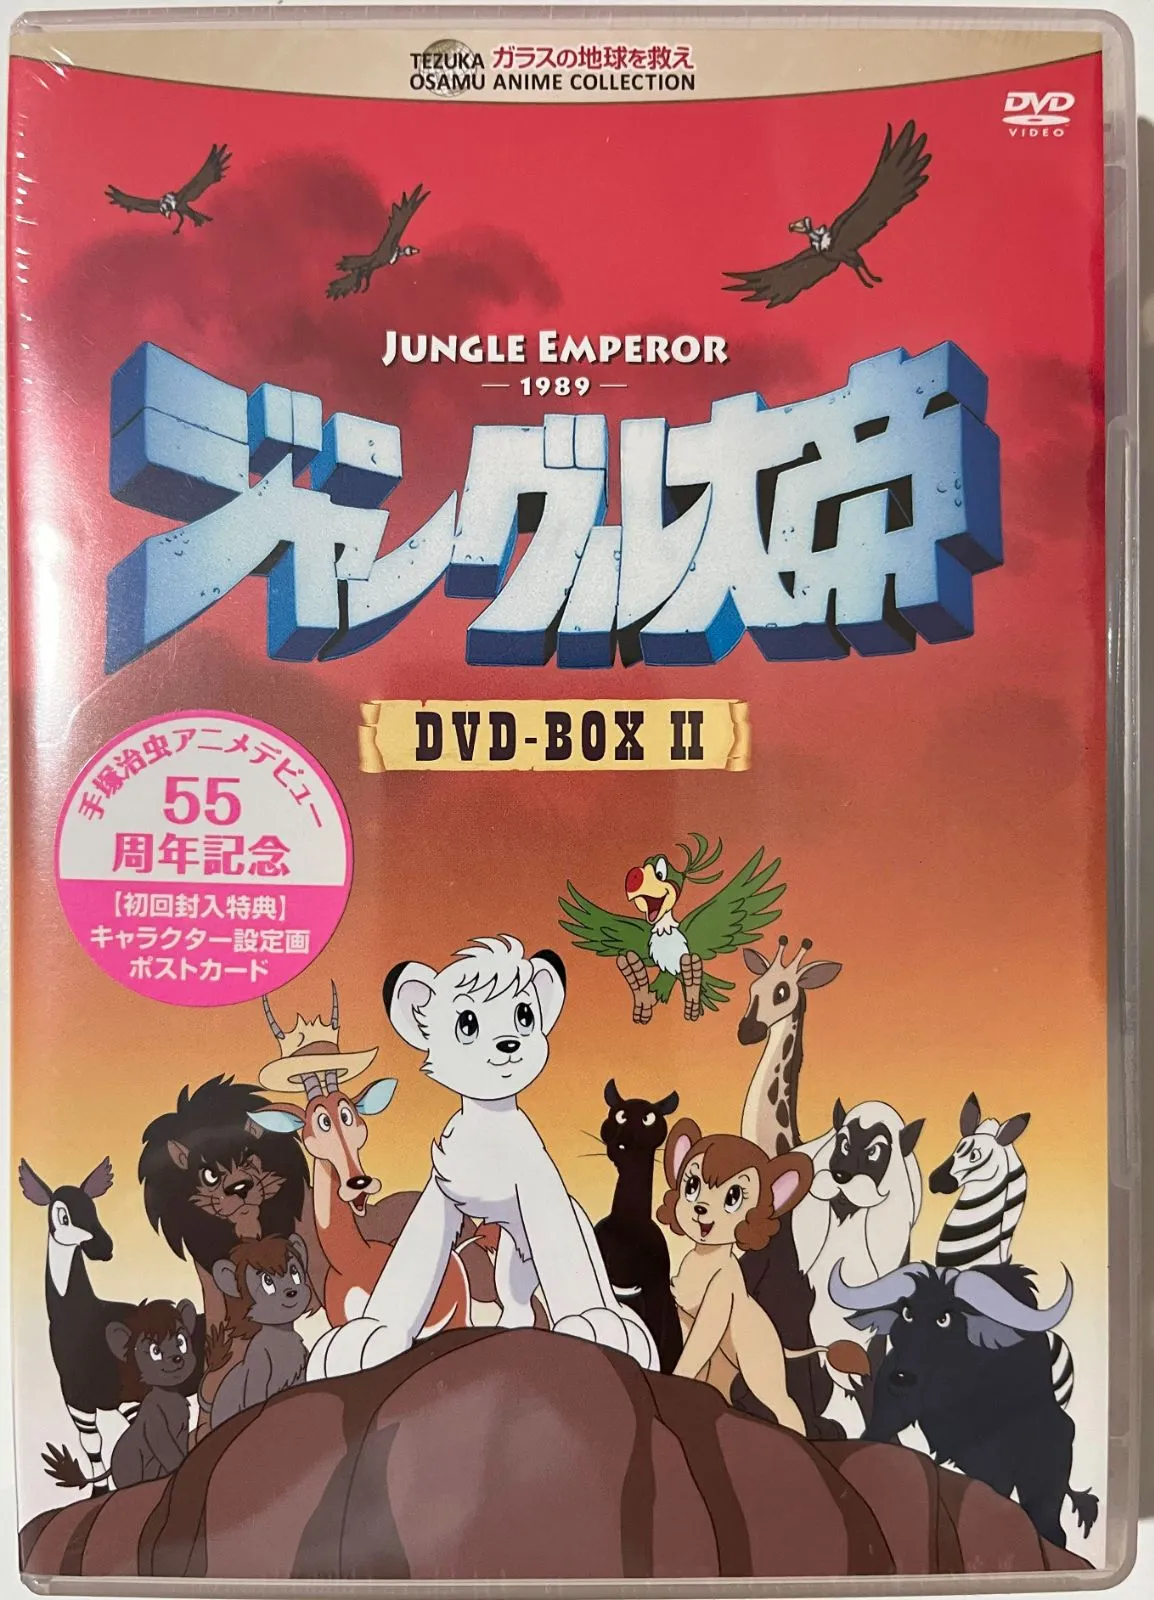 TEZUKA ガラスの地球を救え
OSAMU ANIME COLLECTION
DVD
VIDEO
JUNGLE EMPEROR
1989
ジャングル大帝
DVD-BOX II
手塚治虫アニメデビュー
55
周年記念
【初回封入特典】
キャラクター設定画
ポストカード